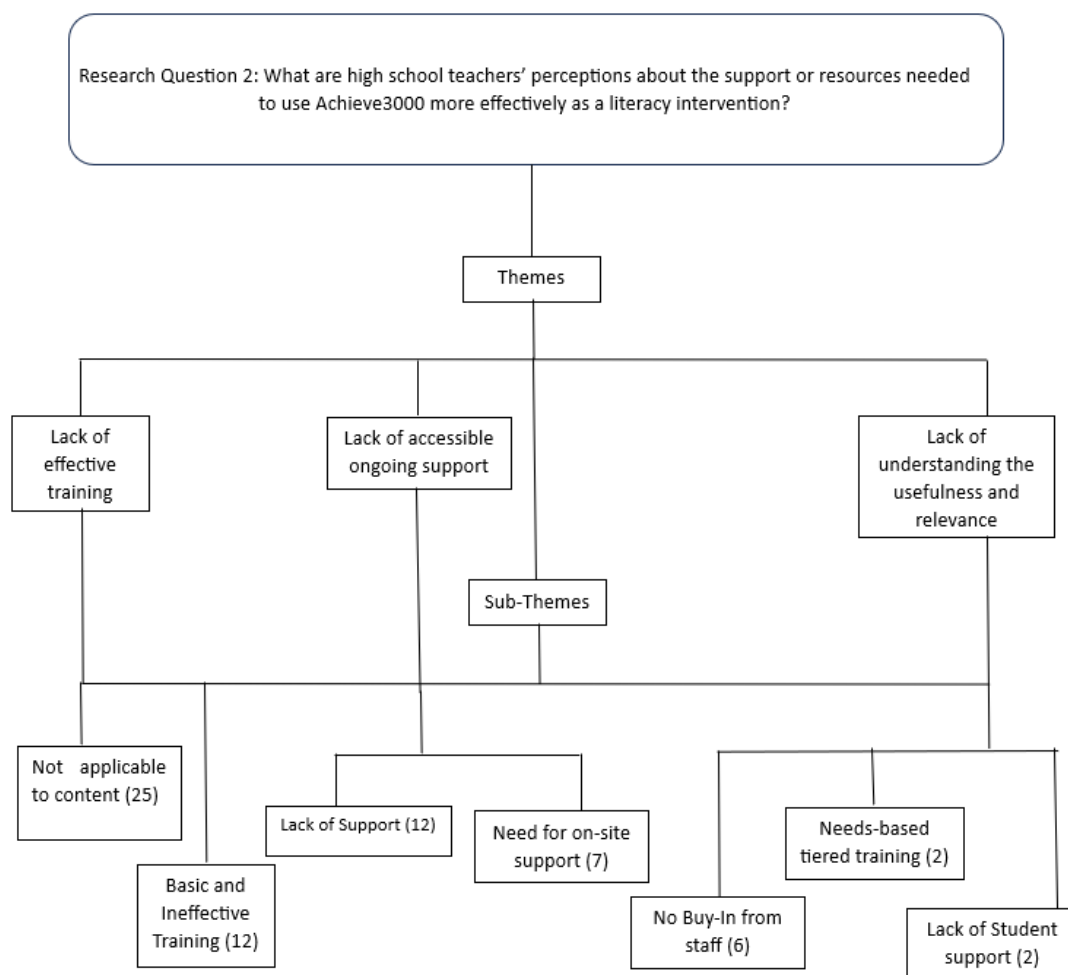 Research Question 2: What are high school teachers’ perceptions about the support or resources needed
to use Achieve3000 more effectively as a literacy intervention?
Themes
Lack of
effective
training
Lack of accessible
ongoing support
Lack of
understanding the
usefulness and
relevance
Sub-Themes
Not applicable
to content (25)
Basic and
Ineffective
Training (12)
Lack of Support (12)
Need for on-site
support (7)
No Buy-In from
staff (6)
Needs-based
tiered training (2)
Lack of Student
support (2)